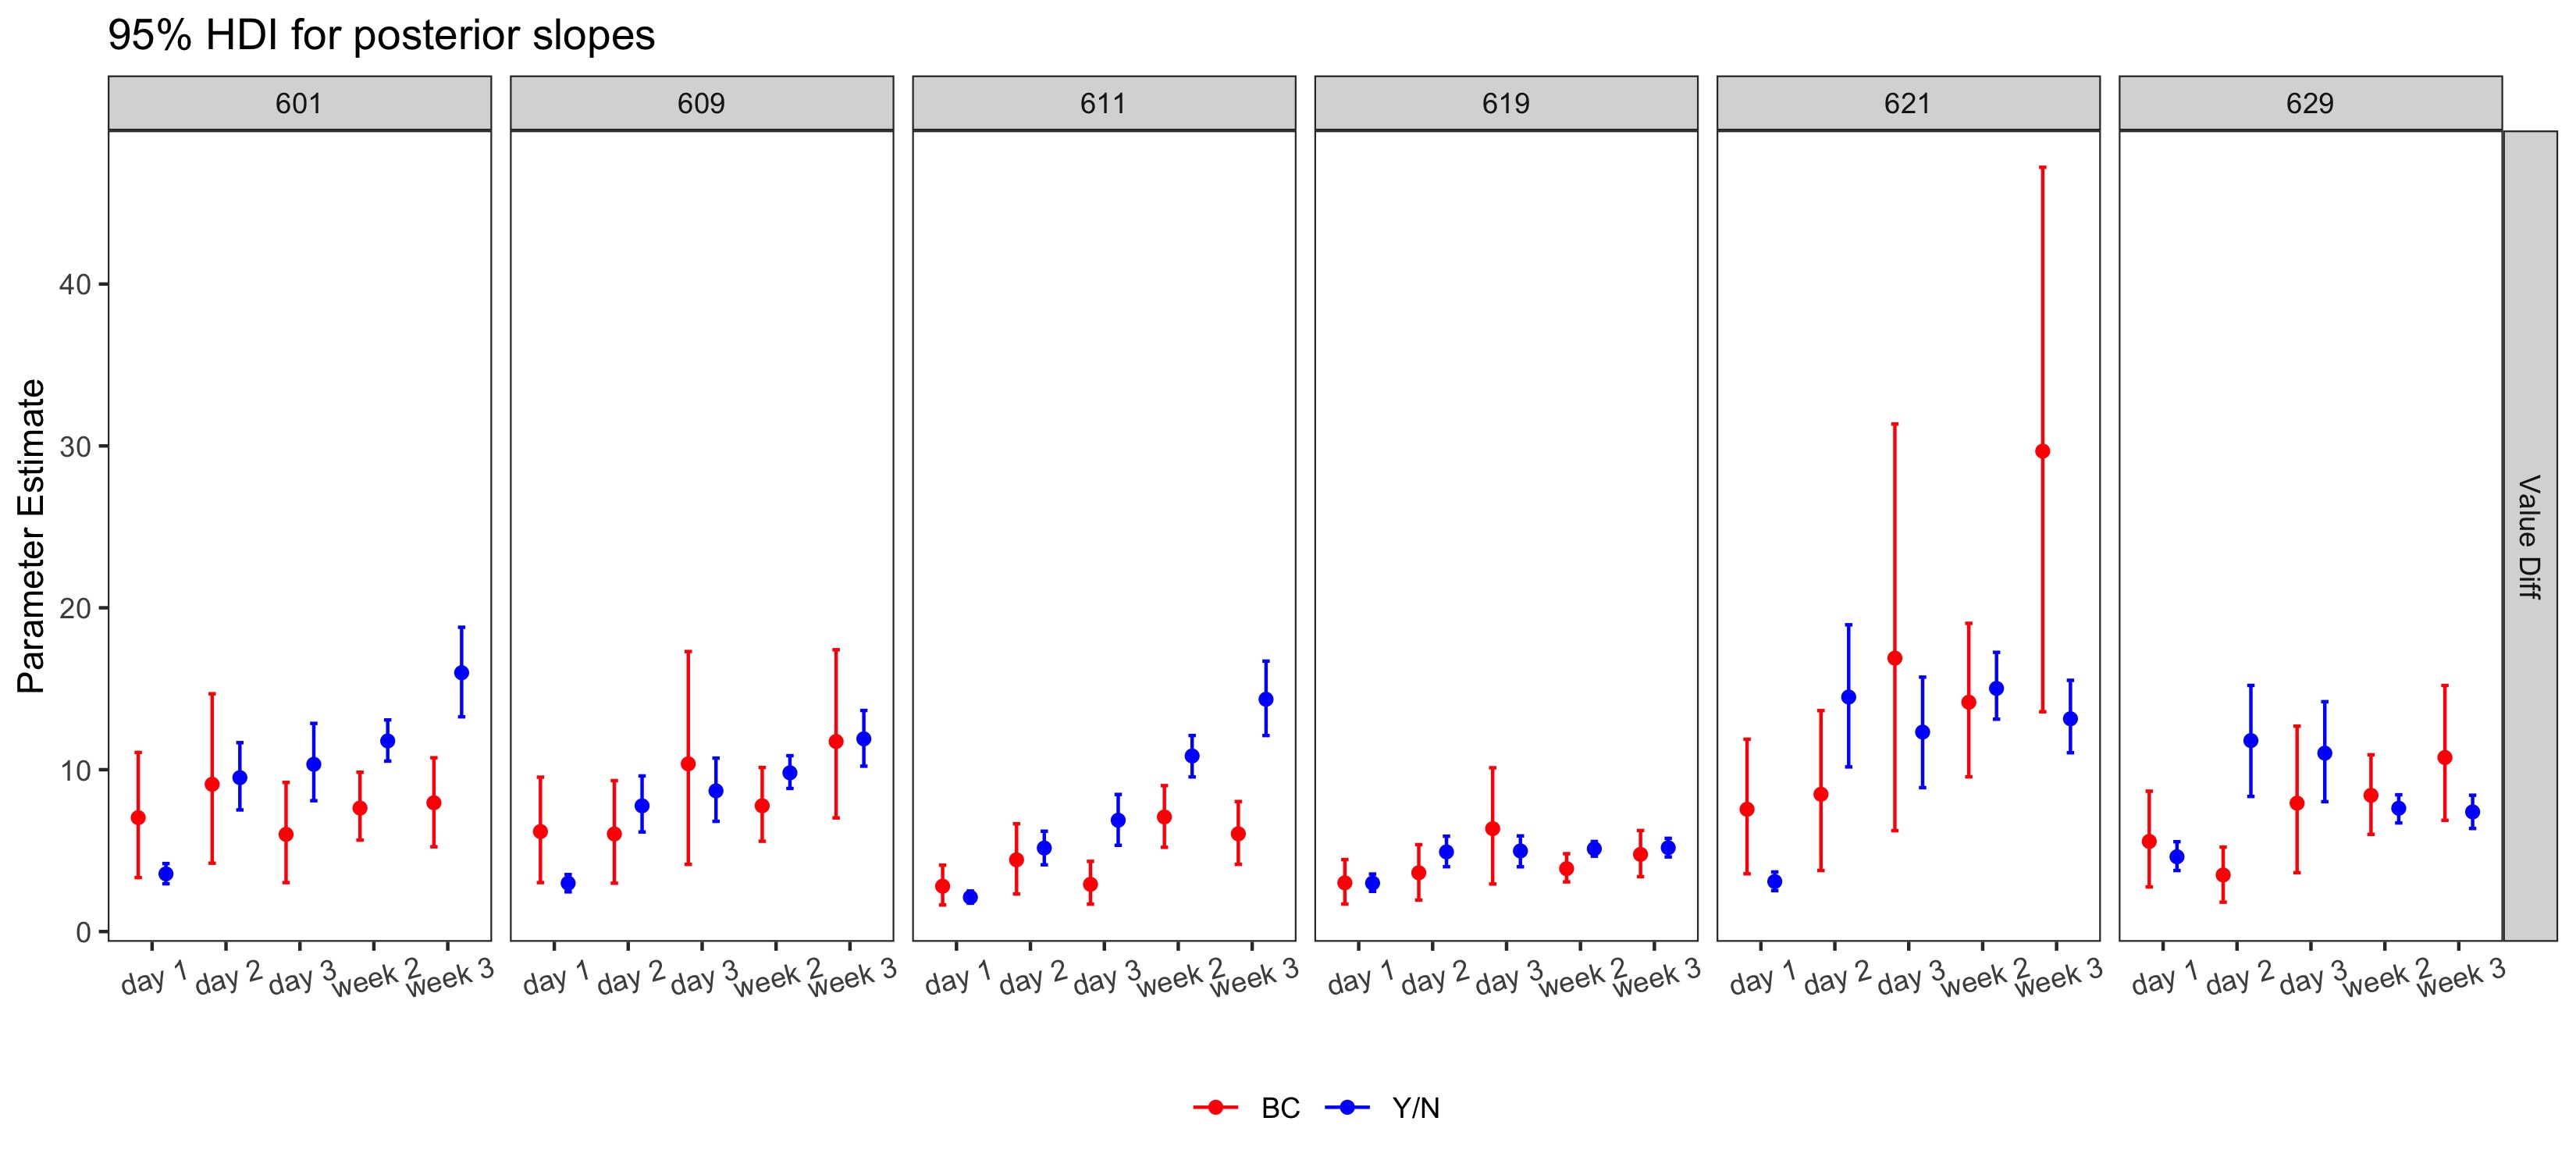 95% HDI for posterior slopes
601 609 611 619 621 629
Parameter Estimate
40
30
20
10
0
Value Diff
day 1 day 2 day 3 week 2 week 3 day 1 day 2 day 3 week 2 week 3 day 1 day 2 day 3 week 2 week 3 day 1 day 2 day 3 week 2 week 3 day 1 day 2 day 3 week 2 week 3 day 1 day 2 day 3 week 2 week 3
BC Y/N